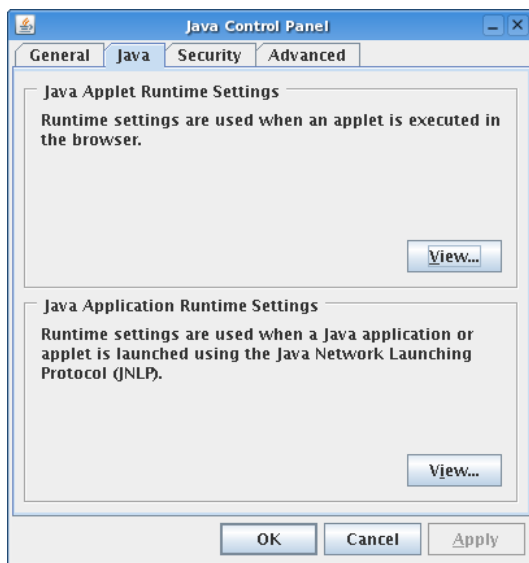 Java Control Panel
General Java Security Advanced
Java Applet Runtime Settings
Runtime settings are used when an applet is executed in
the browser.
View...
Java Application Runtime Settings
Runtime settings are used when a Java application or
applet is launched using the Java Network Launching
Protocol (JNLP).
View...
OK Cancel Apply